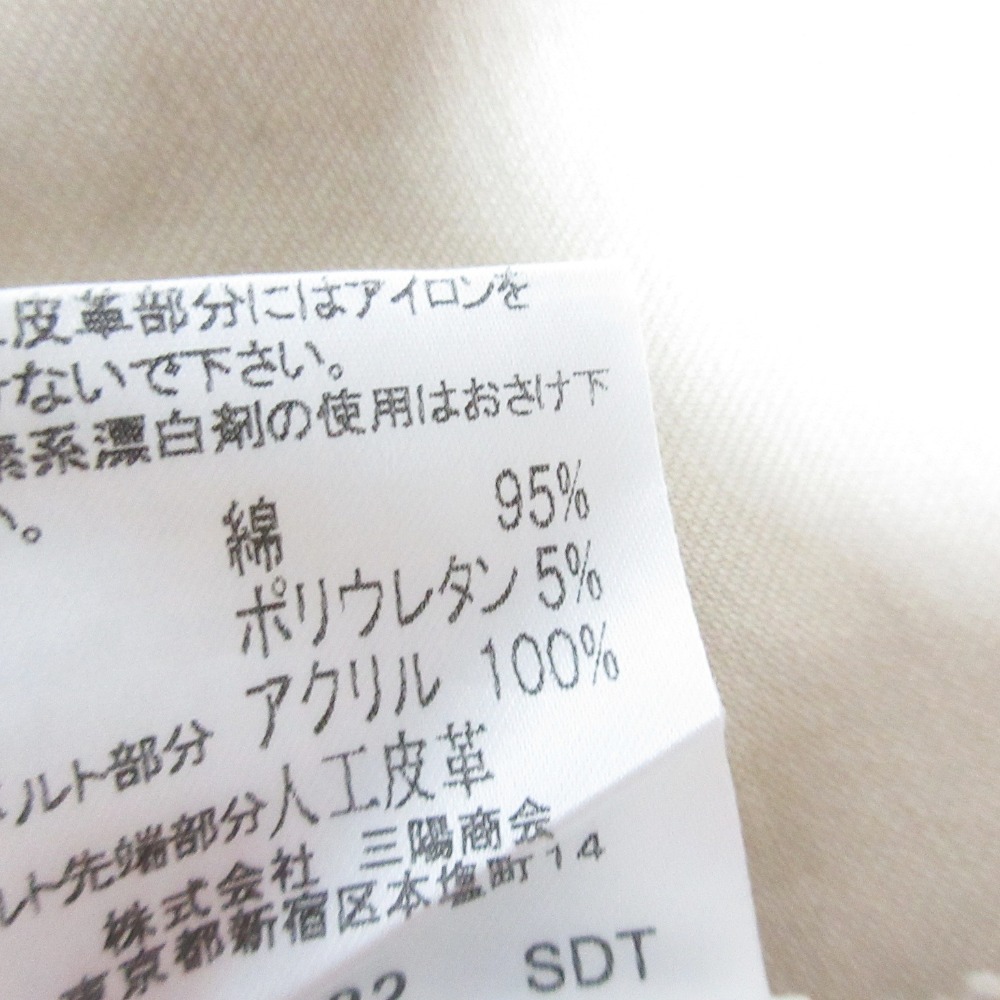 皮革部分にはアイロンを
ないで下さい。
素系漂白剤の使用はおさけ下
い。
綿 95%
ポリウレタン 5%
ベルト部分 アクリル 100%
ルト先端部分 人工皮革
株式会社 三陽商会
東京都新宿区本塩町14
SDT